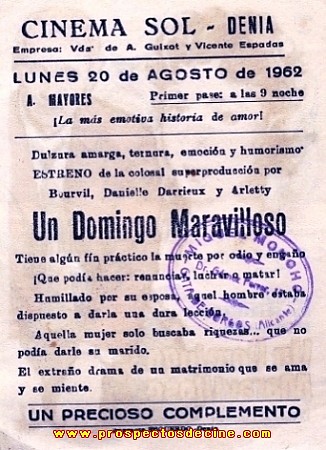 CINEMA SOL - DENIA
Empresa: Vdaª de A. Guixot y Vicente Espadas
LUNES 20 de AGOSTO de 1962
A. MAYORES Primer pase: a las 9 noche
¡La más emotiva historia de amor!
Dulzura amarga, ternura, emoción y humorismo
ESTRENO de la colosal superproducción por
Bourvil, Danielle Darrieux y Arletty
Un Domingo Maravilloso
Tiene algún fín práctico la muerte por odio y engaño
¡Que podía hacer: renunciar, luchar o matar!
Humillado por su esposa, aquel hombre estaba
dispuesto a darla una dura lección.
Aquella mujer solo buscaba riquezas... que no
podía darle su marido.
El extraño drama de un matrimonio que se ama
y se miente.
UN PRECIOSO COMPLEMENTO
www.prospectosdecine.com
(Alicante)